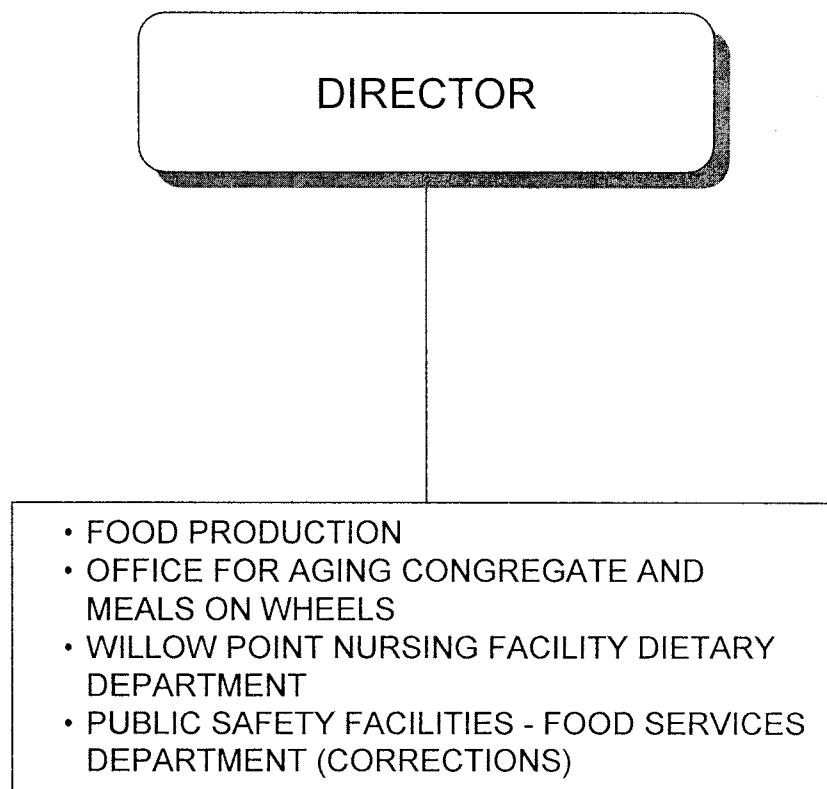 DIRECTOR
• FOOD PRODUCTION
• OFFICE FOR AGING CONGREGATE AND
MEALS ON WHEELS
• WILLOW POINT NURSING FACILITY DIETARY
DEPARTMENT
• PUBLIC SAFETY FACILITIES - FOOD SERVICES
DEPARTMENT (CORRECTIONS)